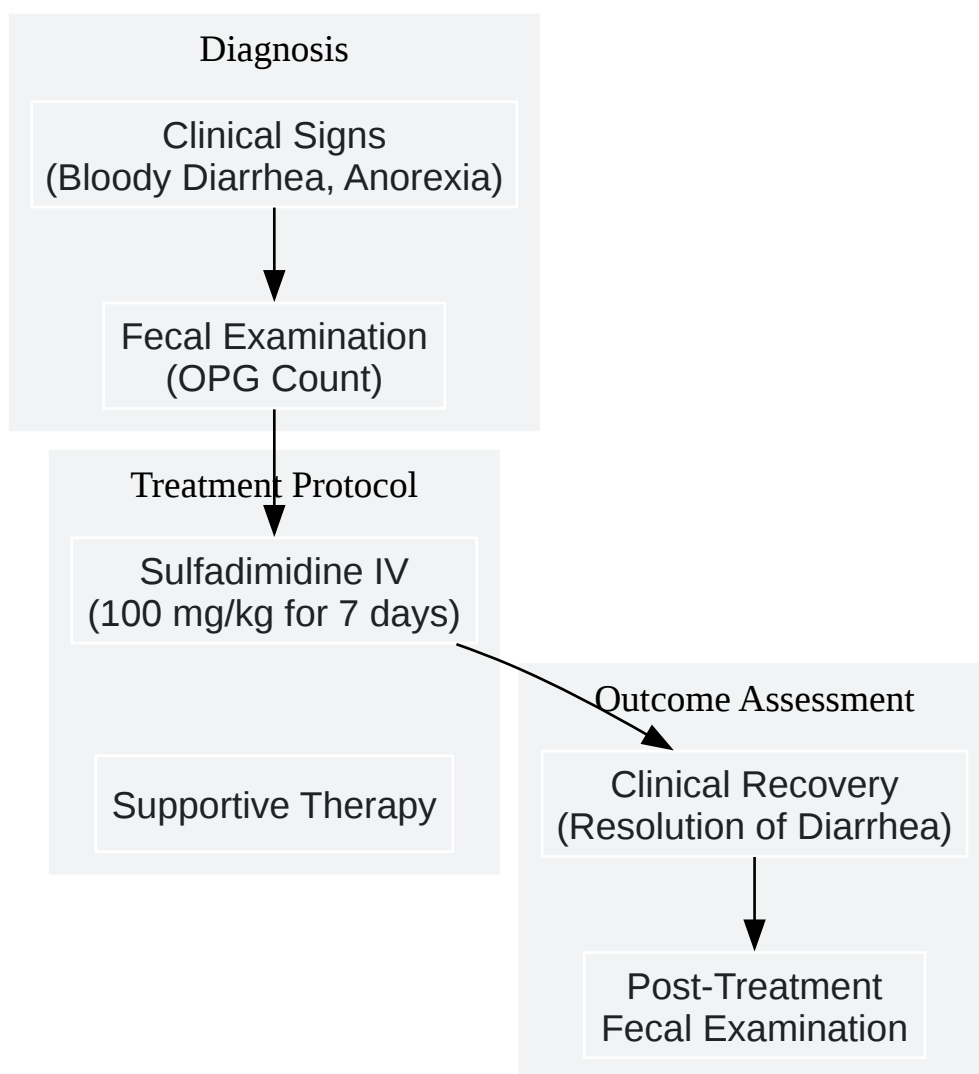 Diagnosis
Clinical Signs
(Bloody Diarrhea, Anorexia)
Fecal Examination
(OPG Count)
Treatment Protocol
Sulfadimidine IV
(100 mg/kg for 7 days)
Supportive Therapy
Outcome Assessment
Clinical Recovery
(Resolution of Diarrhea)
Post-Treatment
Fecal Examination